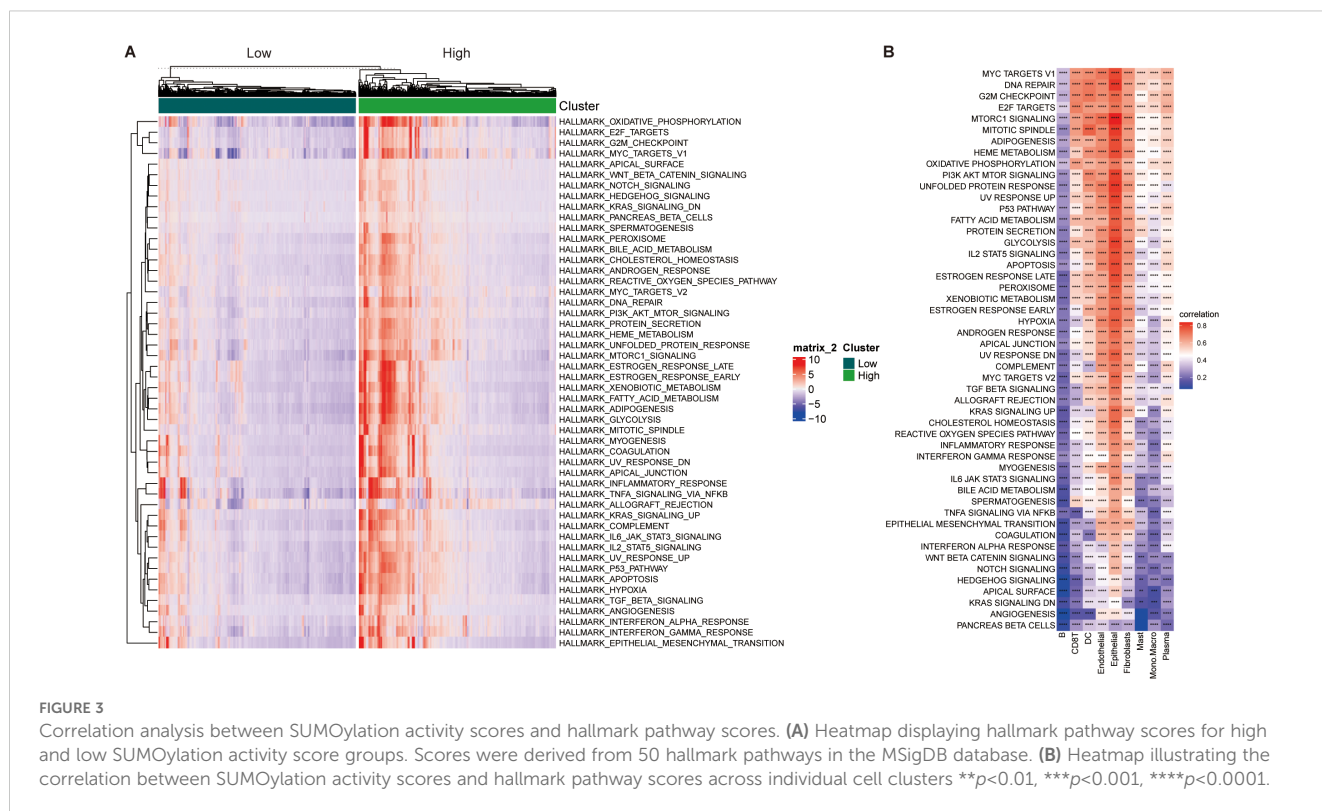 A
Low
High
Cluster
HALLMARK_OXIDATIVE_PHOSPHORYLATION
HALLMARK_E2F_TARGETS
HALLMARK_G2M_CHECKPOINT
HALLMARK_MYC_TARGETS_V1
HALLMARK_APICAL_SURFACE
HALLMARK_WNT_BETA_CATENIN_SIGNALING
HALLMARK_NOTCH_SIGNALING
HALLMARK_HEDGEHOG_SIGNALING
HALLMARK_KRAS_SIGNALING_DN
HALLMARK_PANCREAS_BETA_CELLS
HALLMARK_SPERMATOGENESIS
HALLMARK_PEROXISOME
HALLMARK_BILE_ACID_METABOLISM
HALLMARK_CHOLESTEROL_HOMEOSTASIS
HALLMARK_ANDROGEN_RESPONSE
HALLMARK_REACTIVE_OXYGEN_SPECIES_PATHWAY
HALLMARK_MYC_TARGETS_V2
HALLMARK_DNA_REPAIR
HALLMARK_PI3K_AKT_MTOR_SIGNALING
HALLMARK_PROTEIN_SECRETION
HALLMARK_HEME_METABOLISM
HALLMARK_UNFOLDED_PROTEIN_RESPONSE
HALLMARK_MTORC1_SIGNALING
HALLMARK_ESTROGEN_RESPONSE_LATE
HALLMARK_ESTROGEN_RESPONSE_EARLY
HALLMARK_XENOBIOTIC_METABOLISM
HALLMARK_FATTY_ACID_METABOLISM
HALLMARK_ADIPOGENESIS
HALLMARK_GLYCOLYSIS
HALLMARK_MITOTIC_SPINDLE
HALLMARK_MYOGENESIS
HALLMARK_COAGULATION
HALLMARK_UV_RESPONSE_DN
HALLMARK_APICAL_JUNCTION
HALLMARK_INFLAMMATORY_RESPONSE
HALLMARK_TNFA_SIGNALING_VIA_NFKB
HALLMARK_ALLOGRAFT_REJECTION
HALLMARK_KRAS_SIGNALING_UP
HALLMARK_COMPLEMENT
HALLMARK_IL6_JAK_STAT3_SIGNALING
HALLMARK_IL2_STAT5_SIGNALING
HALLMARK_UV_RESPONSE_UP
HALLMARK_P53_PATHWAY
HALLMARK_APOPTOSIS
HALLMARK_HYPOXIA
HALLMARK_TGF_BETA_SIGNALING
HALLMARK_ANGIOGENESIS
HALLMARK_INTERFERON_ALPHA_RESPONSE
HALLMARK_INTERFERON_GAMMA_RESPONSE
HALLMARK_EPITHELIAL_MESENCHYMAL_TRANSITION
matrix_2
10
5
0
−5
−10
Cluster
Low
High
B
MYC TARGETS V1
DNA REPAIR
G2M CHECKPOINT
E2F TARGETS
MTORC1 SIGNALING
MITOTIC SPINDLE
ADIPOGENESIS
HEME METABOLISM
OXIDATIVE PHOSPHORYLATION
PI3K AKT MTOR SIGNALING
UNFOLDED PROTEIN RESPONSE
UV RESPONSE UP
P53 PATHWAY
FATTY ACID METABOLISM
PROTEIN SECRETION
GLYCOLYSIS
IL2 STAT5 SIGNALING
APOPTOSIS
ESTROGEN RESPONSE LATE
PEROXISOME
XENOBIOTIC METABOLISM
ESTROGEN RESPONSE EARLY
HYPOXIA
ANDROGEN RESPONSE
APICAL JUNCTION
UV RESPONSE DN
COMPLEMENT
MYC TARGETS V2
TGF BETA SIGNALING
ALLOGRAFT REJECTION
KRAS SIGNALING UP
CHOLESTEROL HOMEOSTASIS
REACTIVE OXYGEN SPECIES PATHWAY
INFLAMMATORY RESPONSE
INTERFERON GAMMA RESPONSE
MYOGENESIS
IL6 JAK STAT3 SIGNALING
BILE ACID METABOLISM
SPERMATOGENESIS
TNFA SIGNALING VIA NFKB
EPITHELIAL MESENCHYMAL TRANSITION
COAGULATION
INTERFERON ALPHA RESPONSE
WNT BETA CATENIN SIGNALING
NOTCH SIGNALING
HEDGEHOG SIGNALING
APICAL SURFACE
KRAS SIGNALING DN
ANGIOGENESIS
PANCREAS BETA CELLS
B
CD8T
DC
Endothelial
Epithelial
Fibroblasts
Mast
Mono.Macro
Plasma
correlation
0.8
0.6
0.4
0.2
FIGURE 3
Correlation analysis between SUMOylation activity scores and hallmark pathway scores. (A) Heatmap displaying hallmark pathway scores for high
and low SUMOylation activity score groups. Scores were derived from 50 hallmark pathways in the MSigDB database. (B) Heatmap illustrating the
correlation between SUMOylation activity scores and hallmark pathway scores across individual cell clusters **p<0.01, ***p<0.001, ****p<0.0001.